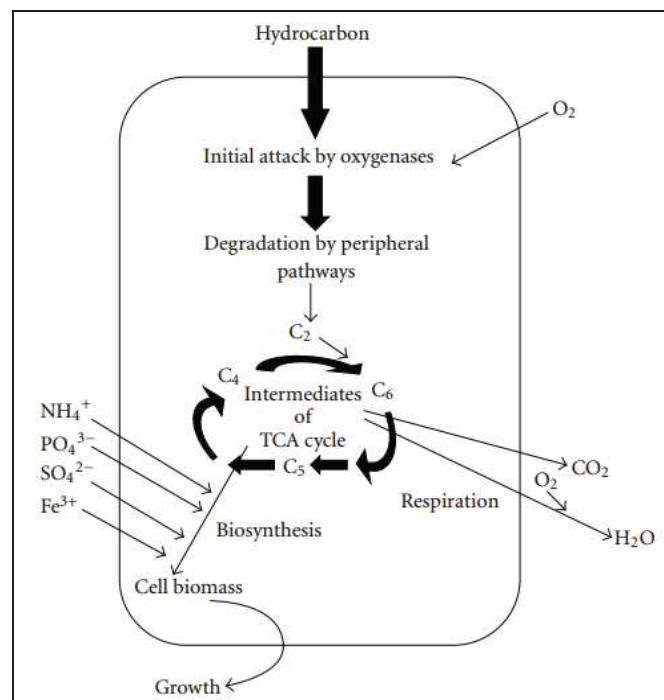 Hydrocarbon
O₂
Initial attack by oxygenases
Degradation by peripheral
pathways
C₂
C₄
C₆
Intermediates
of
TCA cycle
C₅
NH₄⁺
PO₄³⁻
SO₄²⁻
Fe³⁺
CO₂
O₂
Respiration
H₂O
Biosynthesis
Cell biomass
Growth